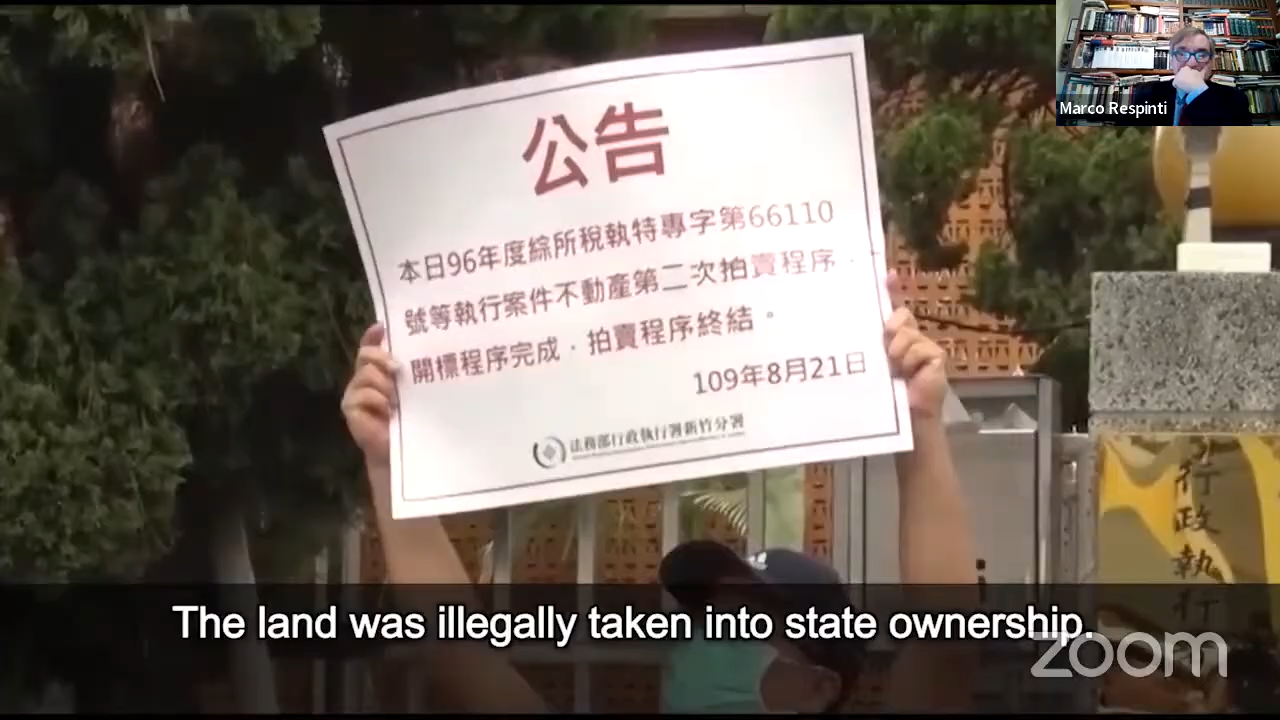 公告
本日96年度綜所稅執特專字第66110
號等執行案件不動產第二次拍賣程序．
開標程序完成．拍賣程序終結。
109年8月21日
法務部行政執行署新竹分署
行政執行
Marco Respinti
The land was illegally taken into state ownership.
zoom